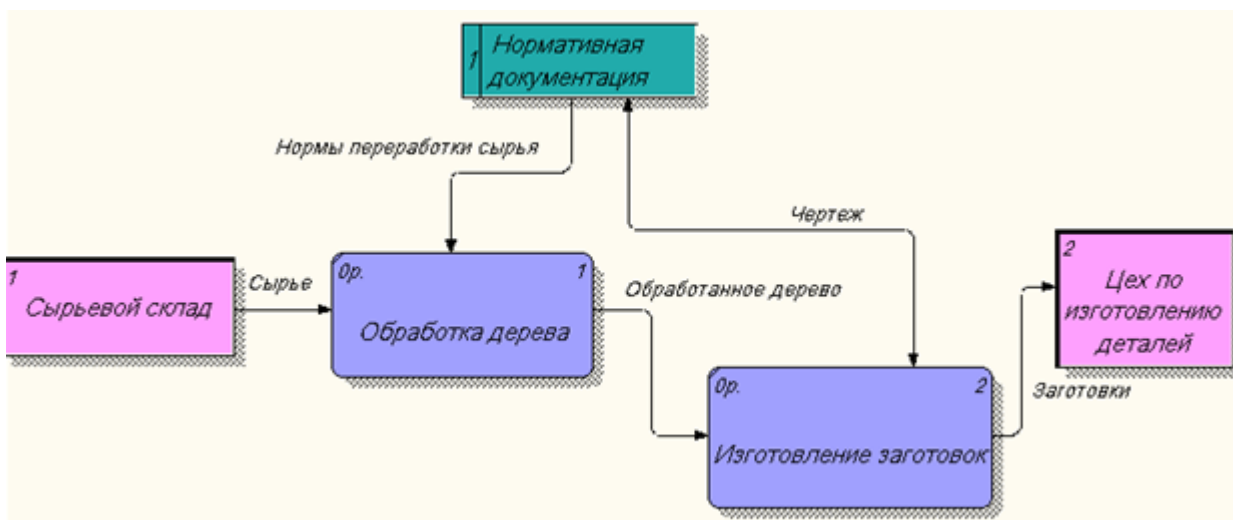 1
Нормативная
документация
Нормы переработки сырья
Чертеж
1
Сырьевой склад
Сырье
0р.
1
Обработка дерева
Обработанное дерево
2
Цех по
изготовлению
деталей
0р.
2
Изготовление заготовок
Заготовки